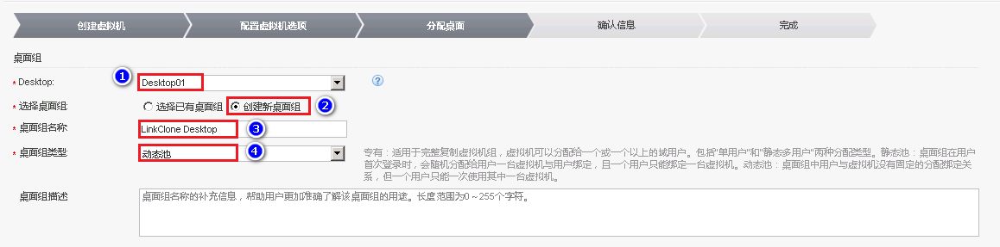 创建虚拟机 配置虚拟机选项 分配桌面 确认信息 完成
桌面组
* Desktop: 1 Desktop01 ?
* 选择桌面组: 选择已有桌面组 创建新桌面组 2
* 桌面组名称: LinkClone Desktop 3
* 桌面组类型: 动态池 4
专有：适用于完整复制虚拟机组，虚拟机可以分配给一个或一个以上的域用户。包括"单用户"和"静态多用户"两种分配类型。静态池：桌面组在用户
首次登录时，会随机分配给用户一台虚拟机与用户绑定，且一个用户只能绑定一台虚拟机。动态池：桌面组中用户与虚拟机没有固定的分配绑定关
系，但一个用户只能一次使用其中一台虚拟机。
桌面组描述 桌面组名称的补充信息，帮助用户更加准确了解该桌面组的用途。长度范围为0～255个字符。